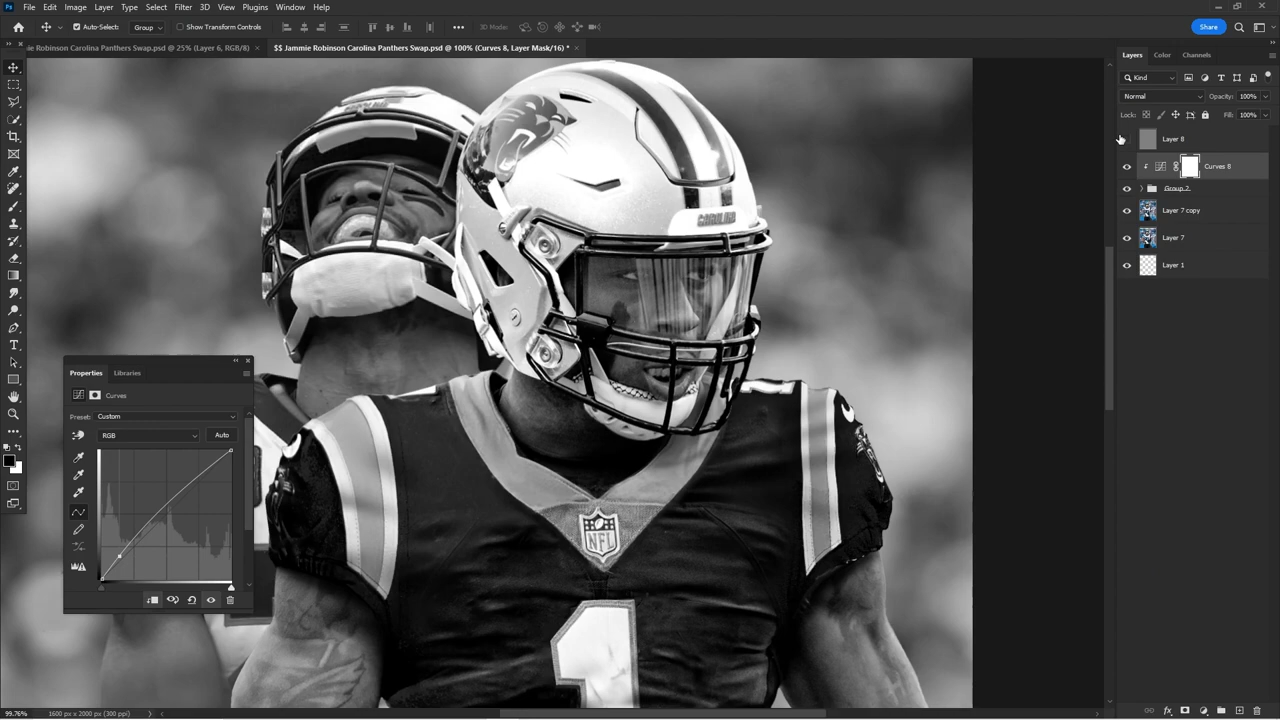 Ps File Edit Image Layer Type Select Filter 3D View Plugins Window Help
Auto-Select: Group Show Transform Controls 3D Mode: Share
ie Robinson Carolina Panthers Swap.psd @ 25% (Layer 6, RGB/8) × $$ Jammie Robinson Carolina Panthers Swap.psd @ 100% (Curves 8, Layer Mask/16) * ×
Layers Color Channels
Kind
Normal Opacity: 100%
Lock: Fill: 100%
Layer 8
Curves 8
Group 2
Layer 7 copy
Layer 7
Layer 1
CAROLINA
NFL
1
Properties Libraries
Curves
Preset: Custom
RGB Auto
99.76% 1600 px x 2000 px (300 ppi)